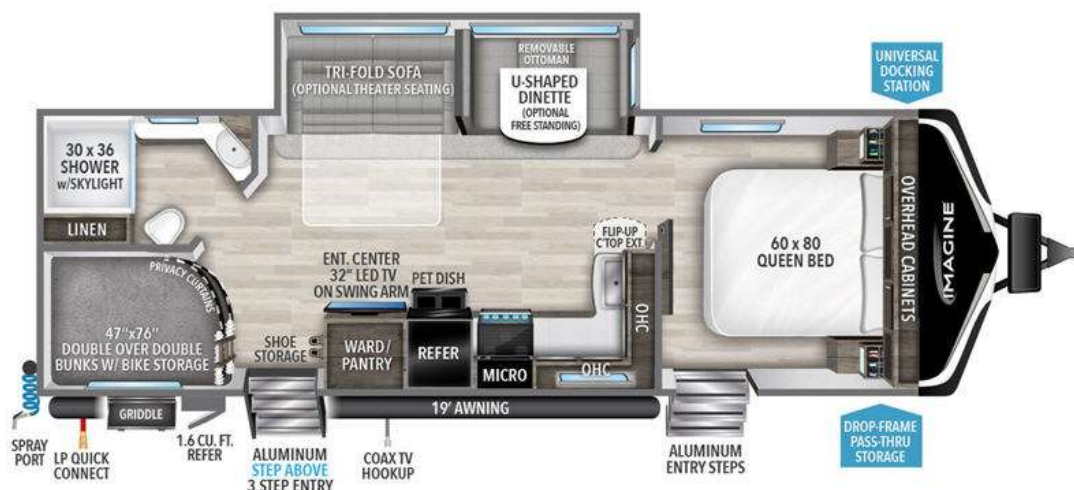 TRI-FOLD SOFA
(OPTIONAL THEATER SEATING)
REMOVABLE
OTTOMAN
U-SHAPED
DINETTE
(OPTIONAL
FREE STANDING)
UNIVERSAL
DOCKING
STATION
30 x 36
SHOWER
w/SKYLIGHT
LINEN
PRIVACY CURTAINS
47"x76"
DOUBLE OVER DOUBLE
BUNKS W/ BIKE STORAGE
ENT. CENTER
32" LED TV
ON SWING ARM
PET DISH
FLIP-UP
C'TOP EXT.
60 x 80
QUEEN BED
OVERHEAD CABINETS
IMAGINE
SHOE
STORAGE
WARD/
PANTRY
REFER
MICRO
OHC
OHC
19' AWNING
GRIDDLE
SPRAY
PORT
LP QUICK
CONNECT
1.6 CU. FT.
REFER
ALUMINUM
STEP ABOVE
3 STEP ENTRY
COAX TV
HOOKUP
ALUMINUM
ENTRY STEPS
DROP-FRAME
PASS-THRU
STORAGE